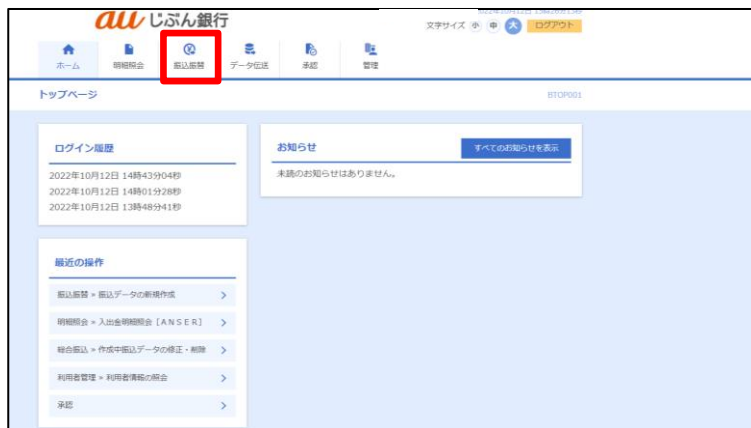 au じぶん銀行
文字サイズ 小 中 大 ログアウト
ホーム 明細照会 振込振替 データ伝送 承認 管理
トップページ BTOP001
ログイン履歴
2022年10月12日 14時43分04秒
2022年10月12日 14時01分28秒
2022年10月12日 13時48分41秒
お知らせ すべてのお知らせを表示
未読のお知らせはありません。
最近の操作
振込振替 » 振込データの新規作成
明細照会 » 入出金明細照会［ＡＮＳＥＲ］
総合振込 » 作成中振込データの修正・削除
利用者管理 » 利用者情報の照会
承認